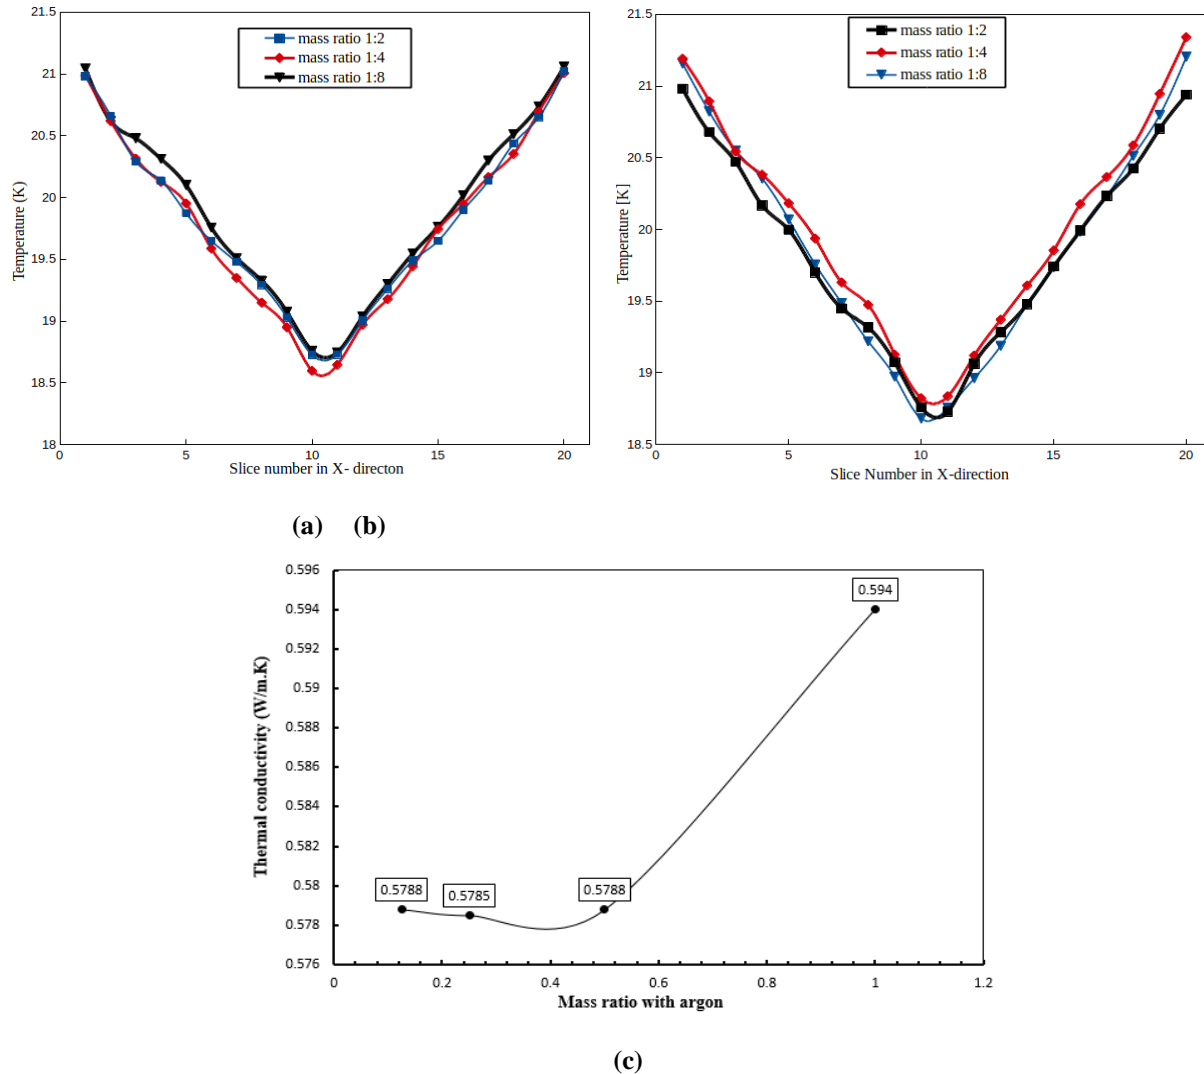 21.5
21
20.5
20
19.5
19
18.5
18
Temperature (K)
mass ratio 1:2
mass ratio 1:4
mass ratio 1:8
0 5 10 15 20
Slice number in X- directon
21.5
21
20.5
20
19.5
19
18.5
Temperature [K]
mass ratio 1:2
mass ratio 1:4
mass ratio 1:8
0 5 10 15 20
Slice Number in X-direction
(a) (b)
0.596
0.594
0.592
0.59
0.588
0.586
0.584
0.582
0.58
0.578
0.576
Thermal conductivity (W/m.K)
0.594
0.5788
0.5785
0.5788
0 0.2 0.4 0.6 0.8 1 1.2
Mass ratio with argon
(c)